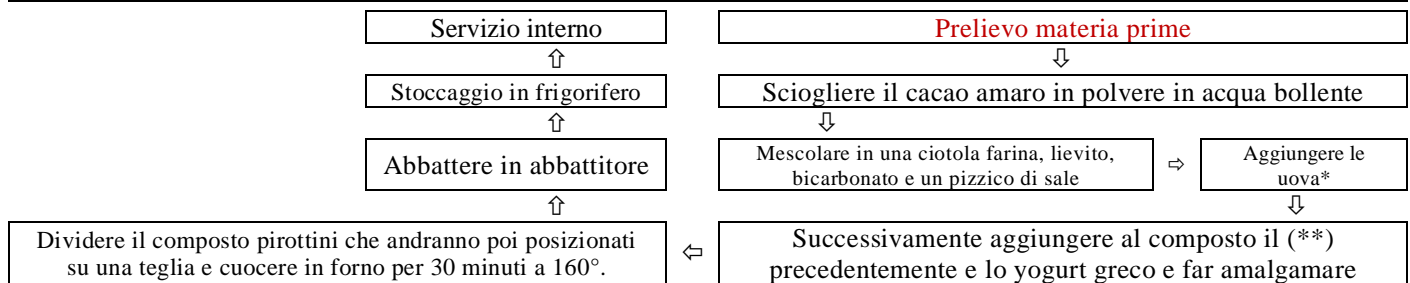 Prelievo materia prime
⇩
Sciogliere il cacao amaro in polvere in acqua bollente
⇩
Mescolare in una ciotola farina, lievito,
bicarbonato e un pizzico di sale
⇨
Aggiungere le
uova*
⇩
Successivamente aggiungere al composto il (**)
precedentemente e lo yogurt greco e far amalgamare
⇦
Dividere il composto pirottini che andranno poi posizionati
su una teglia e cuocere in forno per 30 minuti a 160°.
⇧
Abbattere in abbattitore
⇧
Stoccaggio in frigorifero
⇧
Servizio interno